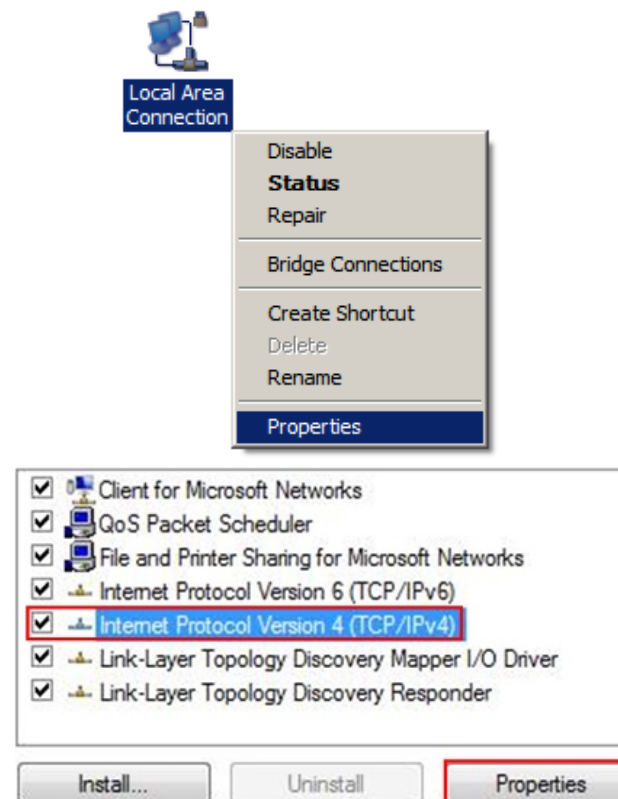 Local Area
Connection
Disable
Status
Repair
Bridge Connections
Create Shortcut
Delete
Rename
Properties
Client for Microsoft Networks
QoS Packet Scheduler
File and Printer Sharing for Microsoft Networks
Internet Protocol Version 6 (TCP/IPv6)
Internet Protocol Version 4 (TCP/IPv4)
Link-Layer Topology Discovery Mapper I/O Driver
Link-Layer Topology Discovery Responder
Install... Uninstall Properties